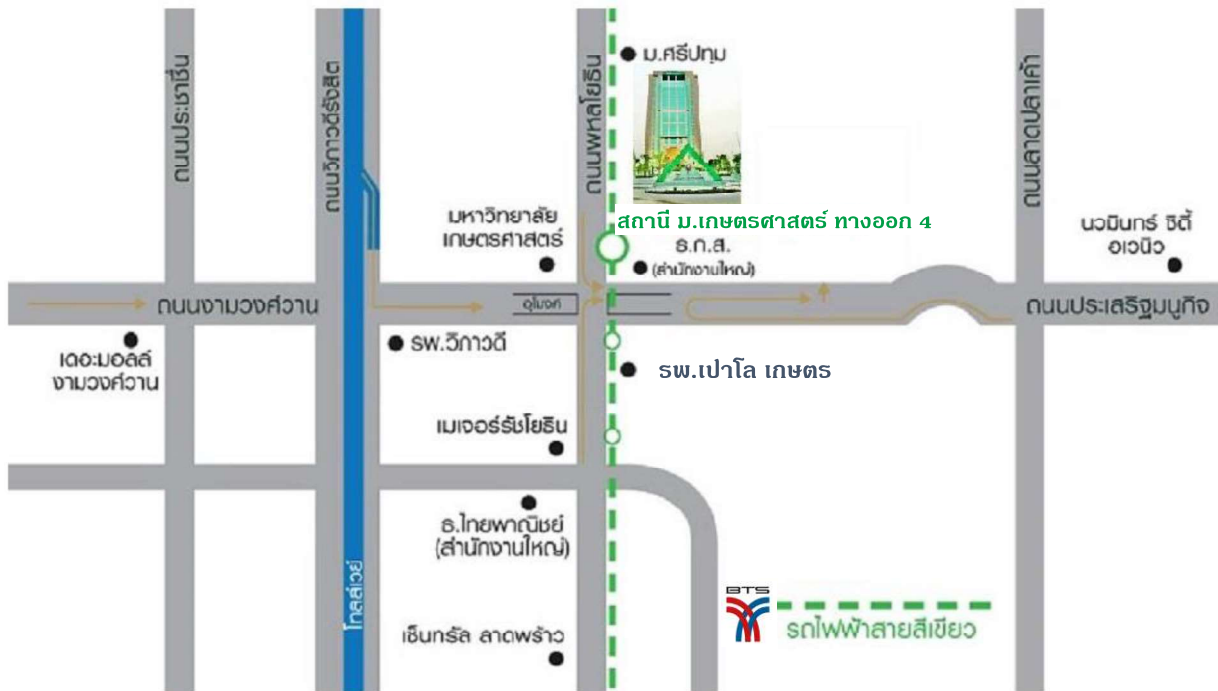 ม.ศรีปทุม
ถนนประชาชื่น
ถนนวิภาวดีรังสิต
ถนนพหลโยธิน
ถนนลาดปลาเค้า
สถานี ม.เกษตรศาสตร์ ทางออก 4
มหาวิทยาลัย
เกษตรศาสตร์
ธ.ก.ส.
(สำนักงานใหญ่)
นวมินทร์ ซิตี้
อเวนิว
ถนนงามวงศ์วาน
อุโมงค์
ถนนประเสริฐมนูกิจ
เดอะมอลล์
งามวงศ์วาน
รพ.วิภาวดี
รพ.เปาโล เกษตร
เมเจอร์รัชโยธิน
ธ.ไทยพาณิชย์
(สำนักงานใหญ่)
โทลล์เวย์
เซ็นทรัล ลาดพร้าว
BTS
รถไฟฟ้าสายสีเขียว